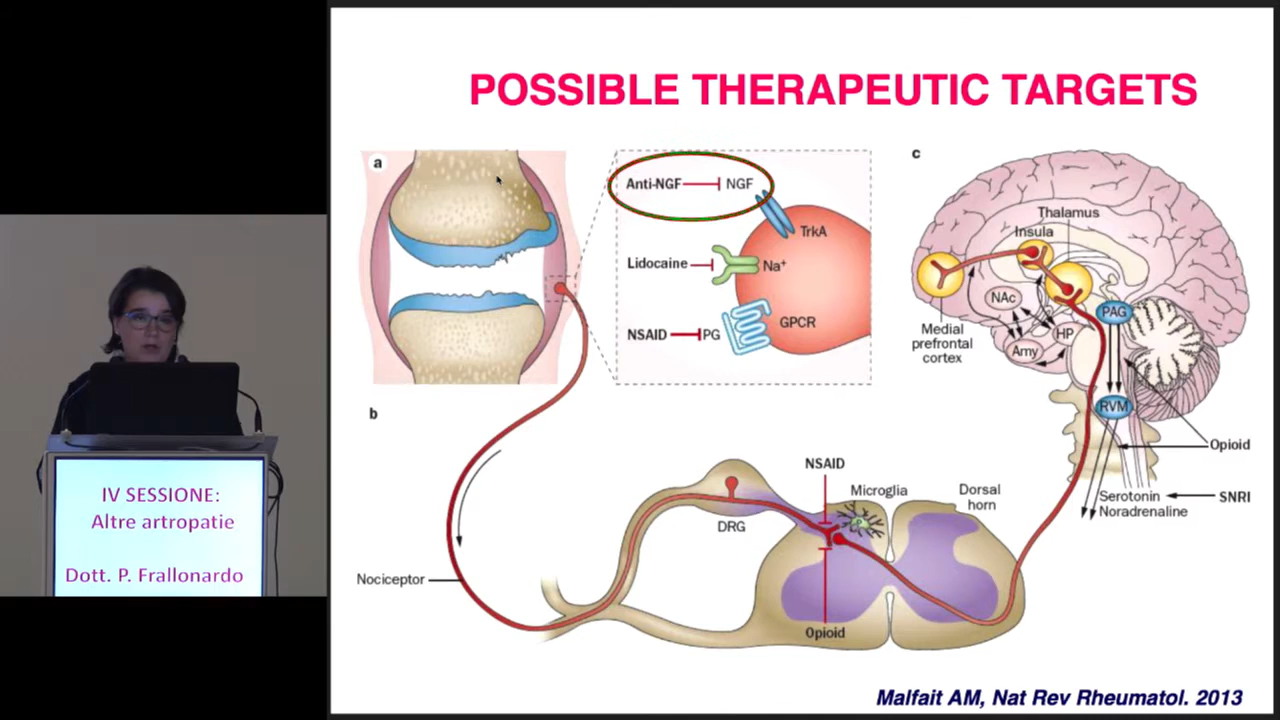 POSSIBLE THERAPEUTIC TARGETS
a
Anti-NGF
NGF
TrkA
Lidocaine
Na⁺
NSAID
PG
GPCR
c
Thalamus
Insula
NAc
Medial
prefrontal
cortex
Amy
HP
PAG
RVM
Opioid
Serotonin
Noradrenaline
SNRI
b
Nociceptor
DRG
NSAID
Microglia
Dorsal
horn
Opioid
Malfait AM, Nat Rev Rheumatol. 2013
IV SESSIONE:
Altre artropatie
Dott. P. Frallonardo